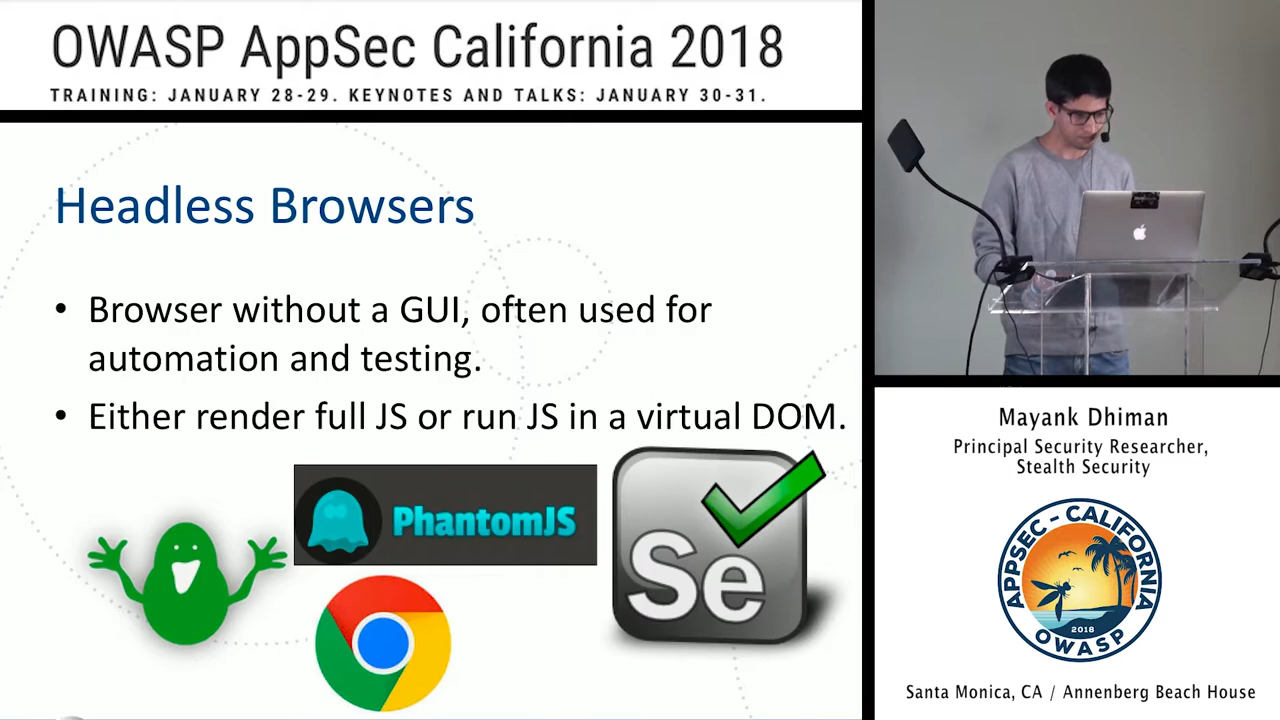 OWASP AppSec California 2018
TRAINING: JANUARY 28-29. KEYNOTES AND TALKS: JANUARY 30-31.
Headless Browsers
• Browser without a GUI, often used for
automation and testing.
• Either render full JS or run JS in a virtual DOM.
PhantomJS
Se
Mayank Dhiman
Principal Security Researcher,
Stealth Security
APPSEC - CALIFORNIA
2018
OWASP
Santa Monica, CA / Annenberg Beach House